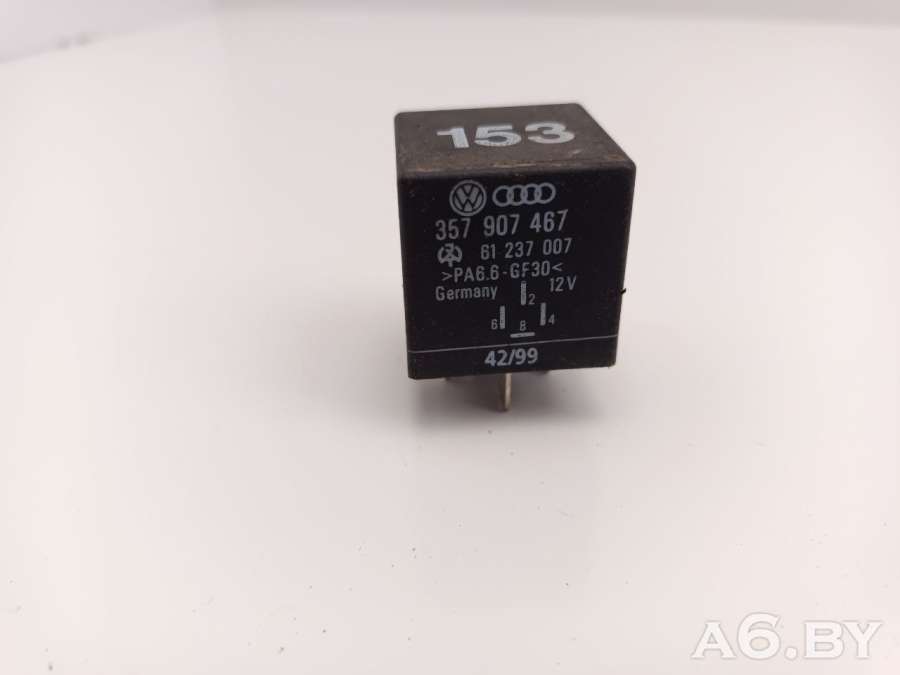 153
357 907 467
61 237 007
>PA6.6-GF30<
Germany 12V
2
6 8 4
42/99
A6.BY